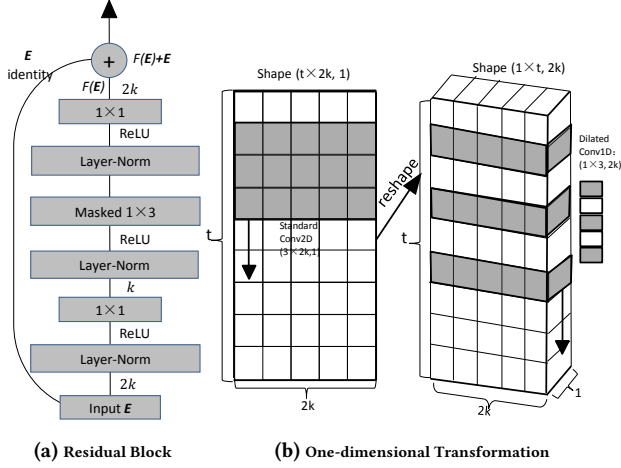 E
identity
+
F(E)+E
F(E)
2k
1×1
ReLU
Layer-Norm
Masked 1×3
ReLU
Layer-Norm
k
1×1
ReLU
Layer-Norm
2k
Input E
(a) Residual Block
Shape (t×2k, 1)
t
Standard
Conv2D
(3×2k,1)
2k
reshape
Shape (1×t, 2k)
t
2k
1
Dilated
Conv1D:
(1×3, 2k)
(b) One-dimensional Transformation